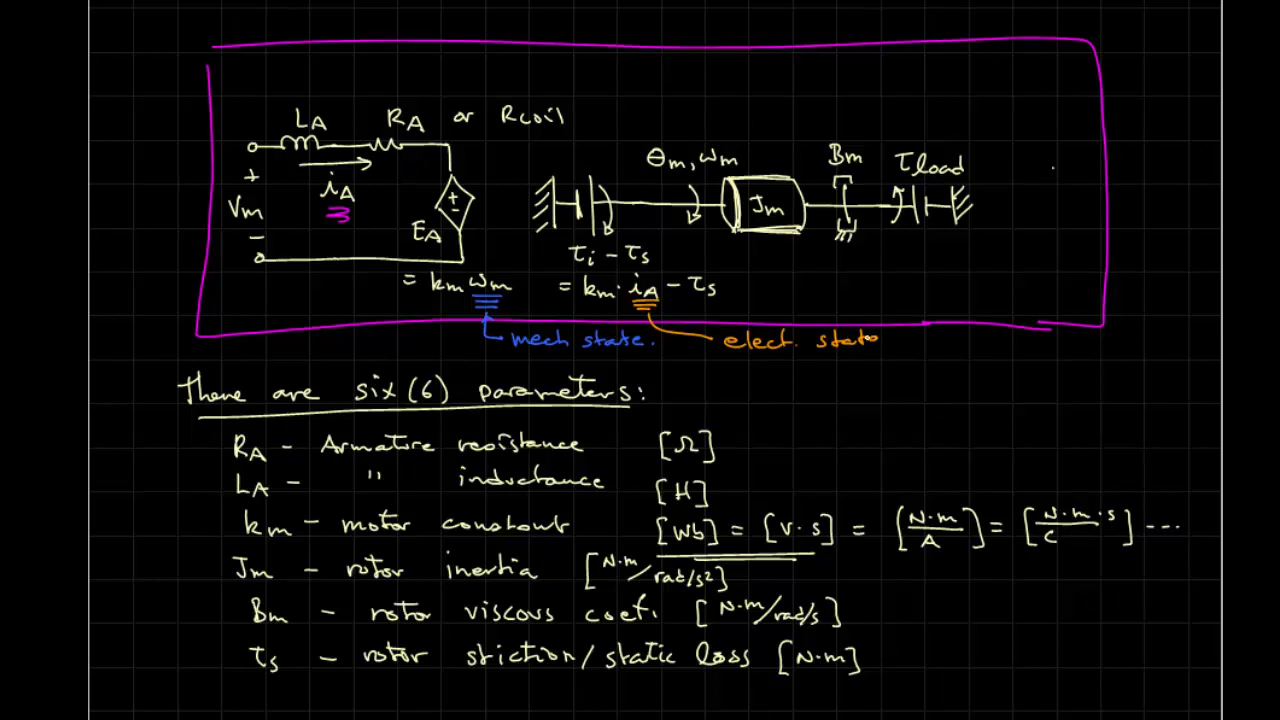 LA RA or Rcoil
+ Vm -
iA
+ -
EA
= km ωm
θm, ωm
Jm
Bm
τload
τi - τs
= km · iA - τs
mech state.
elect. state
There are six (6) parameters:
RA - Armature resistance [Ω]
LA - " inductance [H]
km - motor constant [Wb] = [V·s] = [N·m/A] = [N·m·s/C] ---
Jm - rotor inertia [N·m/rad/s²]
Bm - rotor viscous coef. [N·m/rad/s]
τs - rotor striction/static loss [N·m]